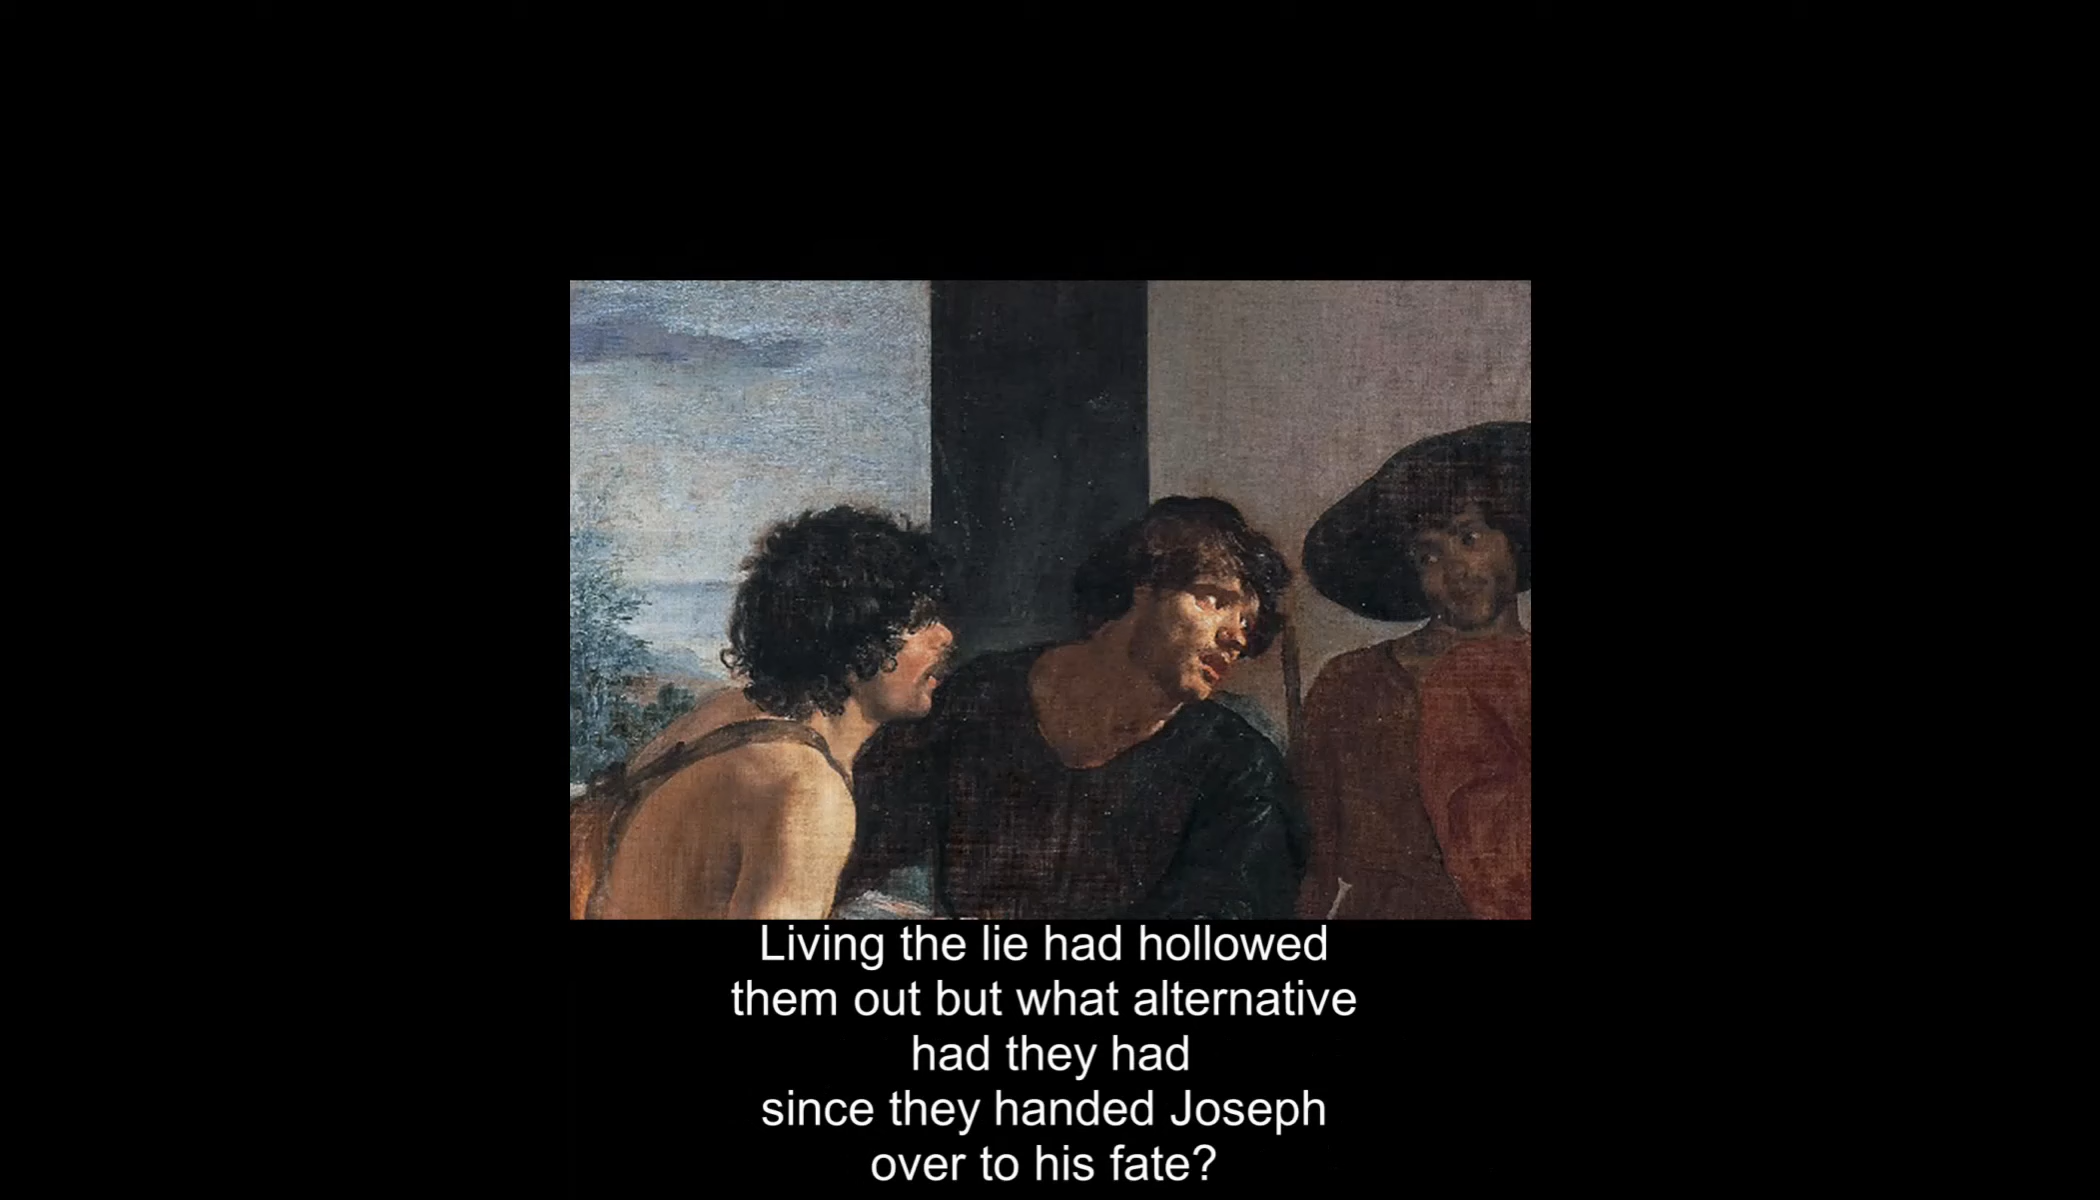 Living the lie had hollowed
them out but what alternative
had they had
since they handed Joseph
over to his fate?